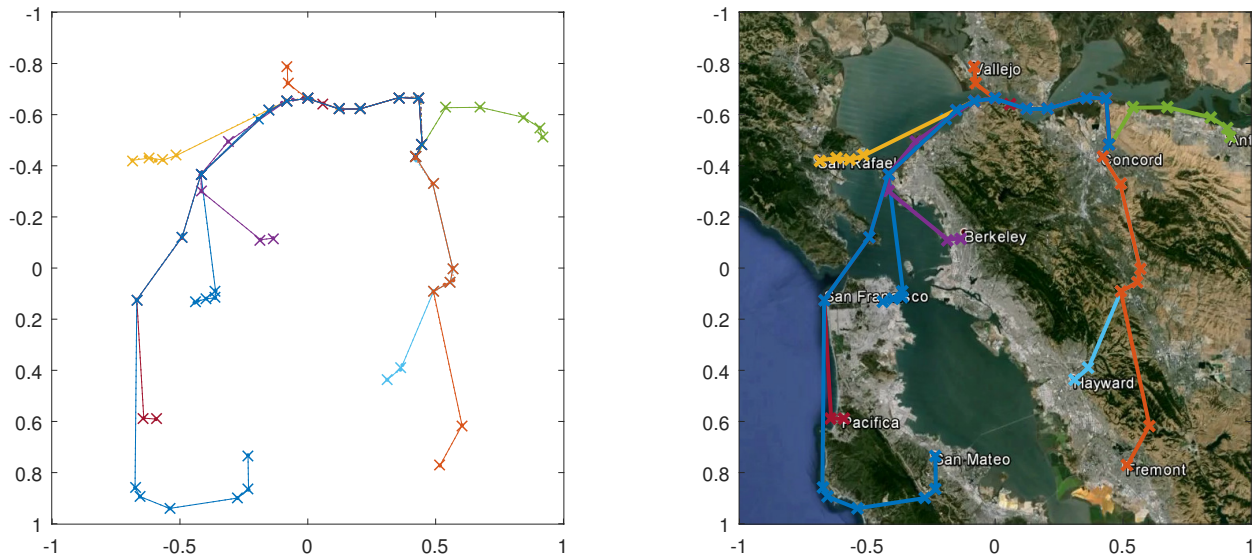 -1
-0.8
-0.6
-0.4
-0.2
0
0.2
0.4
0.6
0.8
1
-1 -0.5 0 0.5 1
-1
-0.8
-0.6
-0.4
-0.2
0
0.2
0.4
0.6
0.8
1
-1 -0.5 0 0.5 1
Vallejo
Ant
San Rafael
Concord
Berkeley
San Francisco
Hayward
Pacifica
San Mateo
Fremont